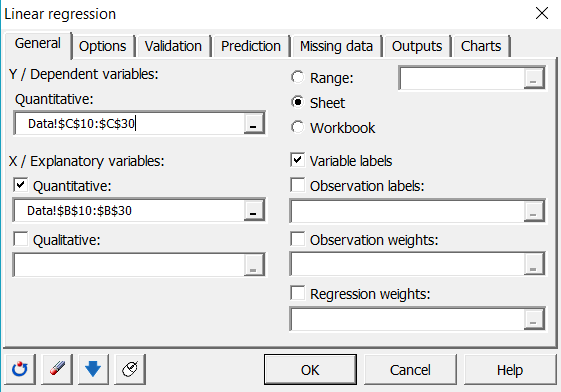 Linear regression
General
Options
Validation
Prediction
Missing data
Outputs
Charts
Y / Dependent variables:
Quantitative:
Data!$C$10:$C$30
X / Explanatory variables:
Quantitative:
Data!$B$10:$B$30
Qualitative:
Range:
Sheet
Workbook
Variable labels
Observation labels:
Observation weights:
Regression weights:
OK
Cancel
Help